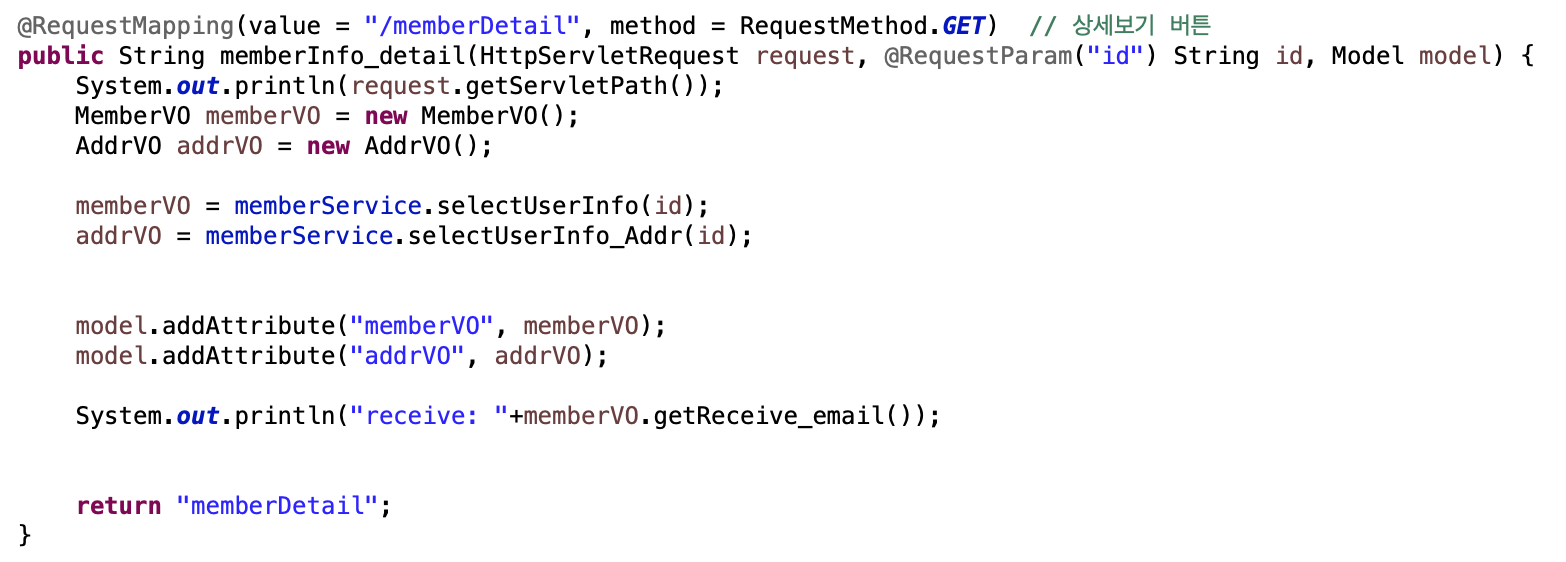 @RequestMapping(value = "/memberDetail", method = RequestMethod.GET)  // 상세보기 버튼
public String memberInfo_detail(HttpServletRequest request, @RequestParam("id") String id, Model model) {
    System.out.println(request.getServletPath());
    MemberVO memberVO = new MemberVO();
    AddrVO addrVO = new AddrVO();
    memberVO = memberService.selectUserInfo(id);
    addrVO = memberService.selectUserInfo_Addr(id);
    model.addAttribute("memberVO", memberVO);
    model.addAttribute("addrVO", addrVO);
    System.out.println("receive: "+memberVO.getReceive_email());
    return "memberDetail";
}